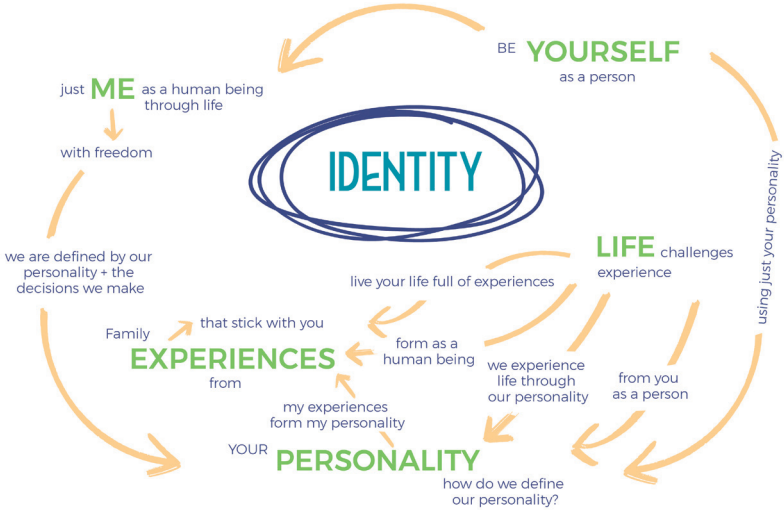 BE YOURSELF
as a person
just ME as a human being
through life
with freedom
IDENTITY
using just your personality
we are defined by our
personality + the
decisions we make
LIFE challenges
experience
live your life full of experiences
Family
that stick with you
EXPERIENCES
from
form as a
human being
we experience
life through
our personality
from you
as a person
my experiences
form my personality
YOUR PERSONALITY
how do we define
our personality?